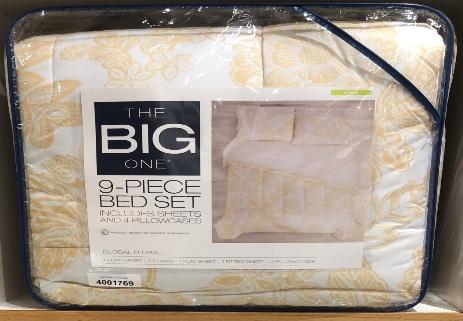 THE
BIG
ONE
9-PIECE
BED SET
INCLUDES SHEETS
AND 4 PILLOWCASES
GLOBAL FLORAL
4001769